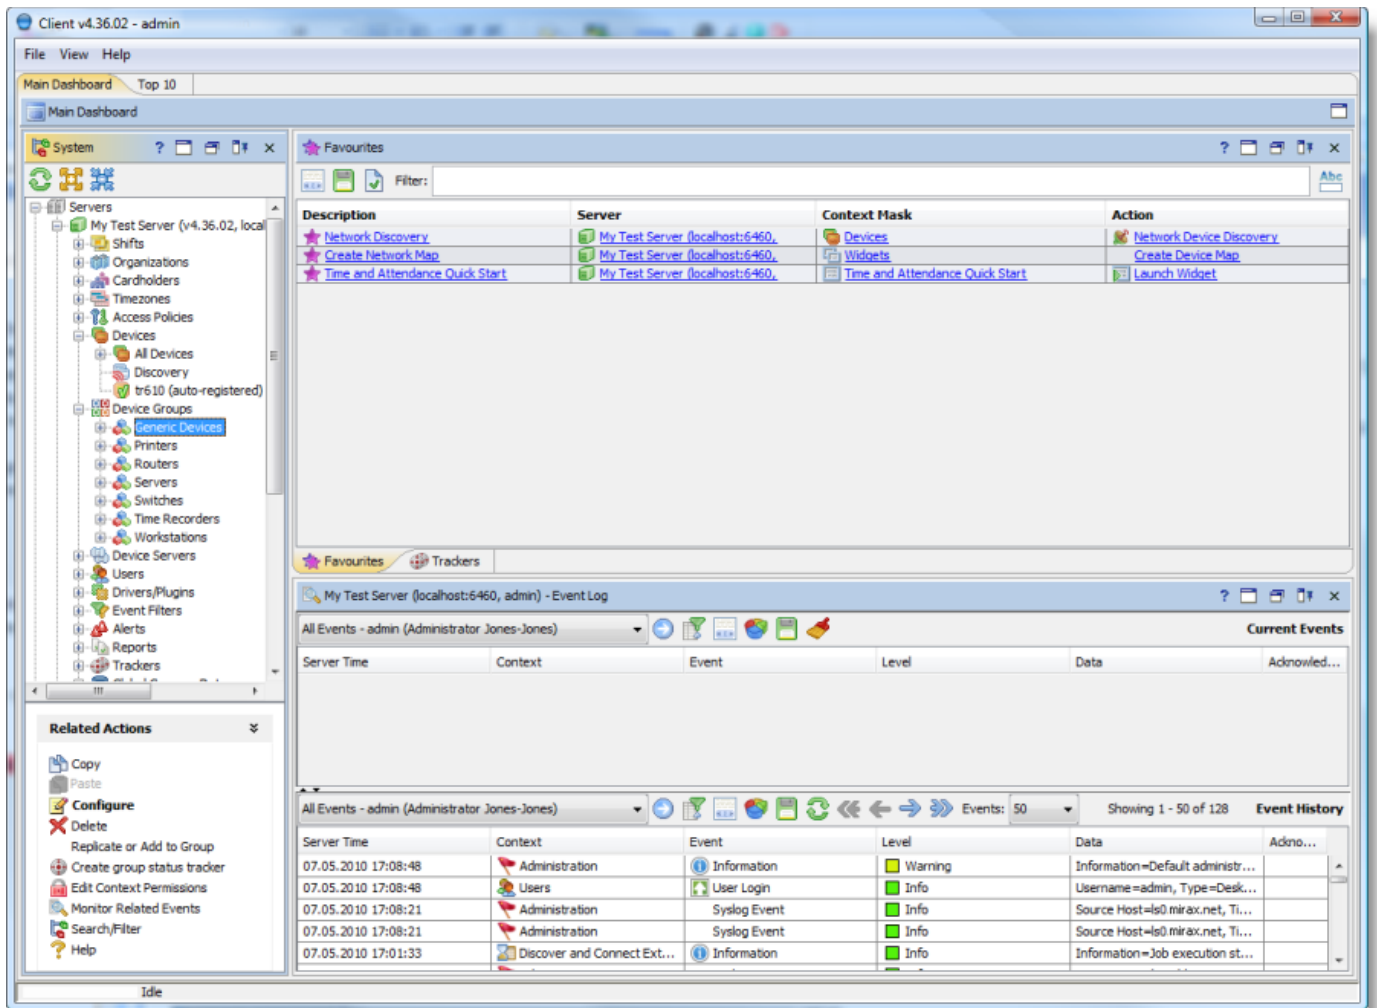 Client v4.36.02 - admin
File View Help
Main Dashboard Top 10
Main Dashboard
System ?
Servers
My Test Server (v4.36.02, local
Shifts
Organizations
Cardholders
Timezones
Access Policies
Devices
All Devices
Discovery
tr610 (auto-registered)
Device Groups
Generic Devices
Printers
Routers
Servers
Switches
Time Recorders
Workstations
Device Servers
Users
Drivers/Plugins
Event Filters
Alerts
Reports
Trackers
Related Actions
Copy
Paste
Configure
Delete
Replicate or Add to Group
Create group status tracker
Edit Context Permissions
Monitor Related Events
Search/Filter
Help
Favourites ?
Filter: Abc
Description Server Context Mask Action
Network Discovery My Test Server (localhost:6460, Devices Network Device Discovery
Create Network Map My Test Server (localhost:6460, Widgets Create Device Map
Time and Attendance Quick Start My Test Server (localhost:6460, Time and Attendance Quick Start Launch Widget
Favourites Trackers
My Test Server (localhost:6460, admin) - Event Log ?
All Events - admin (Administrator Jones-Jones) Current Events
Server Time Context Event Level Data Acknowled...
All Events - admin (Administrator Jones-Jones) Events: 50 Showing 1 - 50 of 128 Event History
Server Time Context Event Level Data Ackno...
07.05.2010 17:08:48 Administration Information Warning Information=Default administr...
07.05.2010 17:08:48 Users User Login Info Username=admin, Type=Desk...
07.05.2010 17:08:21 Administration Syslog Event Info Source Host=ls0.mirax.net, Ti...
07.05.2010 17:08:21 Administration Syslog Event Info Source Host=ls0.mirax.net, Ti...
07.05.2010 17:01:33 Discover and Connect Ext... Information Info Information=Job execution st...
Idle